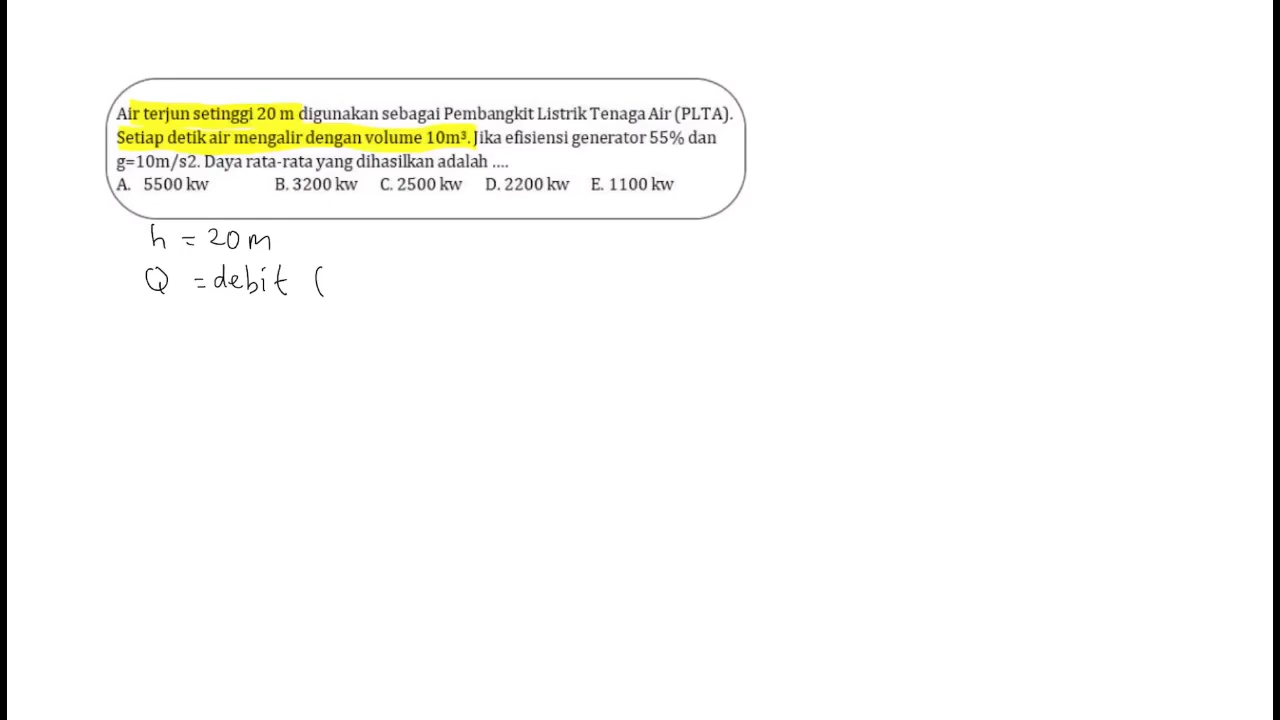 Air terjun setinggi 20 m digunakan sebagai Pembangkit Listrik Tenaga Air (PLTA).
Setiap detik air mengalir dengan volume 10m³. Jika efisiensi generator 55% dan
g=10m/s2. Daya rata-rata yang dihasilkan adalah ....
A. 5500 kw B. 3200 kw C. 2500 kw D. 2200 kw E. 1100 kw
h = 20 m
Q = debit (